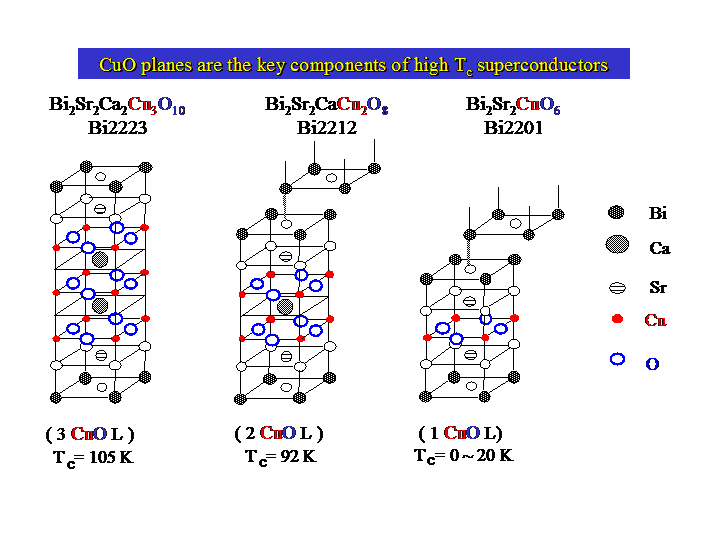 CuO planes are the key components of high Tc superconductors
Bi2Sr2Ca2Cu3O10
Bi2223
Bi2Sr2CaCu2O8
Bi2212
Bi2Sr2CuO6
Bi2201
Bi
Ca
Sr
Cu
O
( 3 CuO L )
TC= 105 K
( 2 CuO L )
TC= 92 K
( 1 CuO L)
TC= 0 ~ 20 K